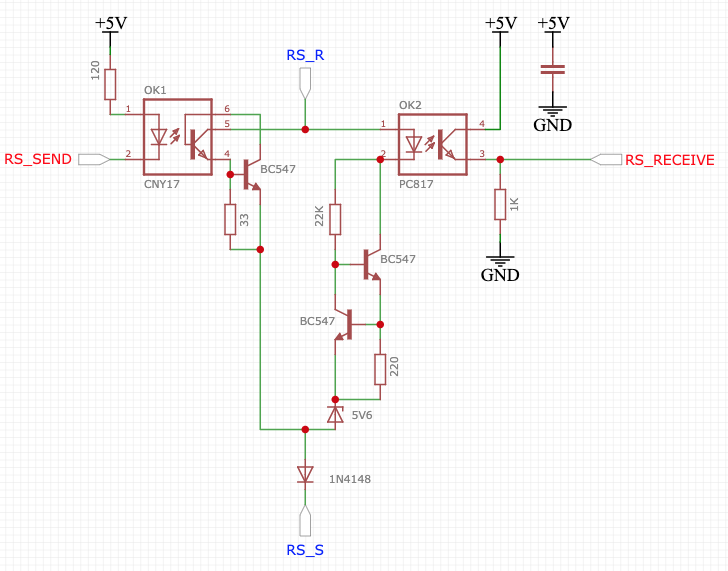 +5V
+5V
+5V
RS_R
120
OK1
OK2
GND
1
6
5
1
4
RS_SEND
2
4
2
3
RS_RECEIVE
CNY17
BC547
PC817
33
22K
1K
BC547
GND
BC547
220
5V6
1N4148
RS_S